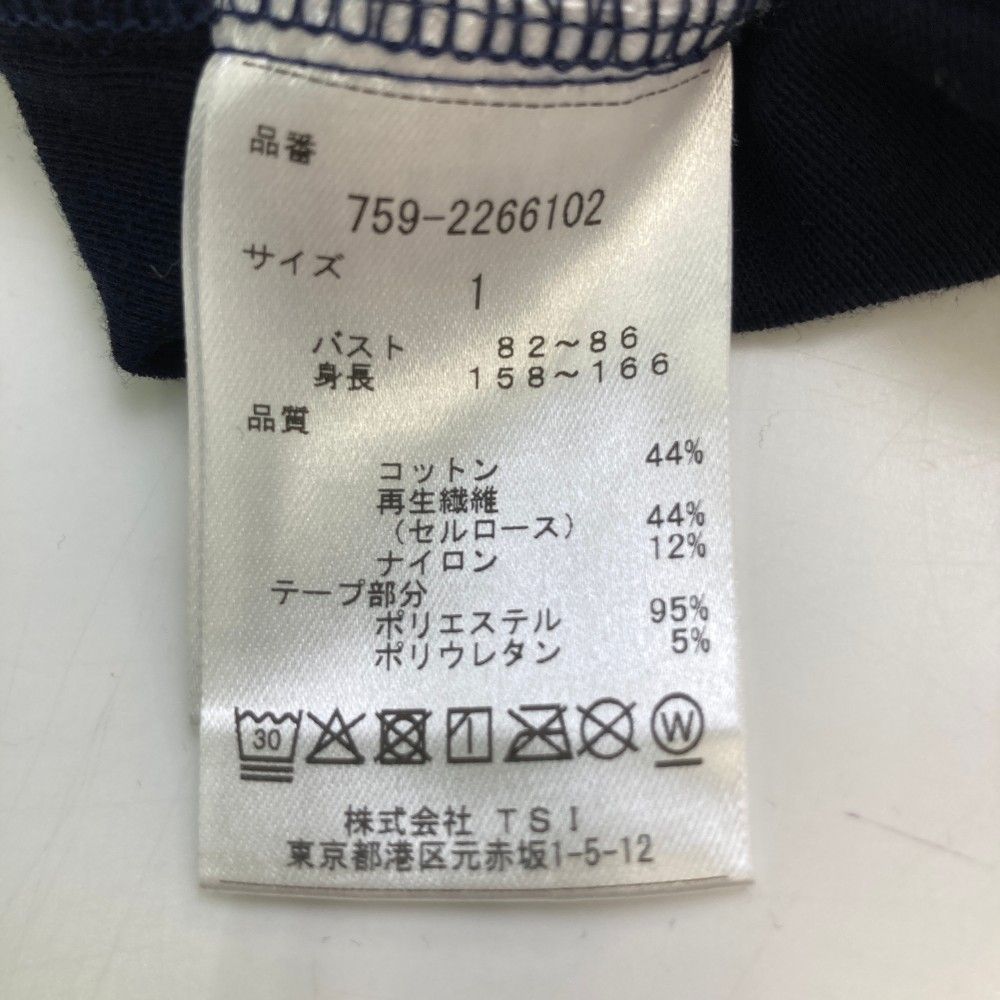 品番
759-2266102
サイズ
1
バスト 82～86
身長 158～166
品質
コットン 44%
再生繊維
(セルロース) 44%
ナイロン 12%
テープ部分
ポリエステル 95%
ポリウレタン 5%
30 W
株式会社 TSI
東京都港区元赤坂1-5-12